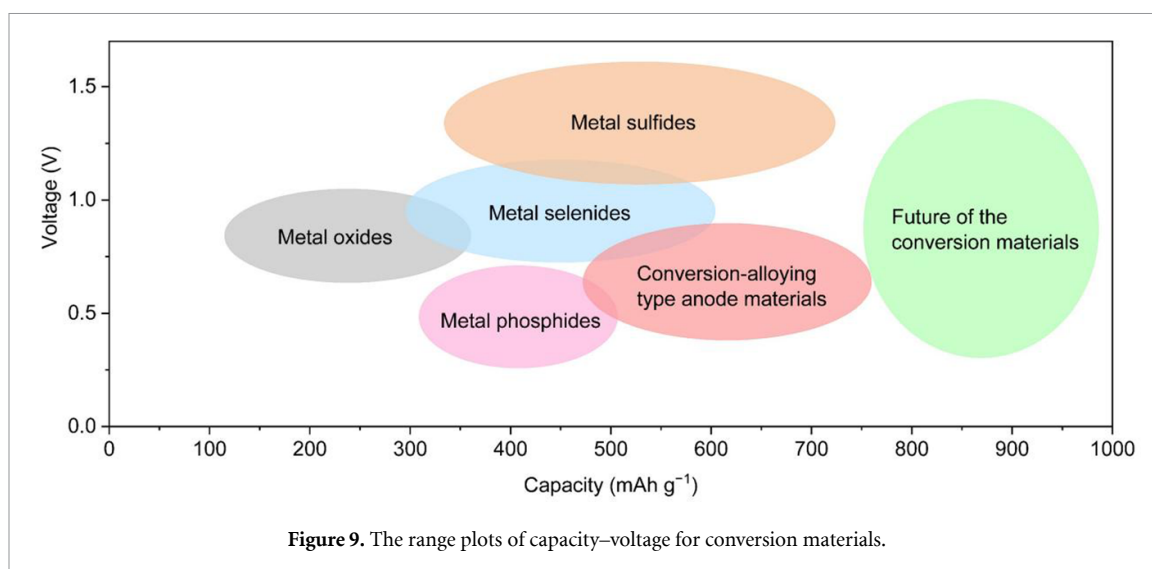 1.5
1.0
0.5
0.0
Voltage (V)
Metal sulfides
Metal selenides
Metal oxides
Future of the
conversion materials
Conversion-alloying
type anode materials
Metal phosphides
0 100 200 300 400 500 600 700 800 900 1000
Capacity (mAh g⁻¹)
Figure 9. The range plots of capacity–voltage for conversion materials.